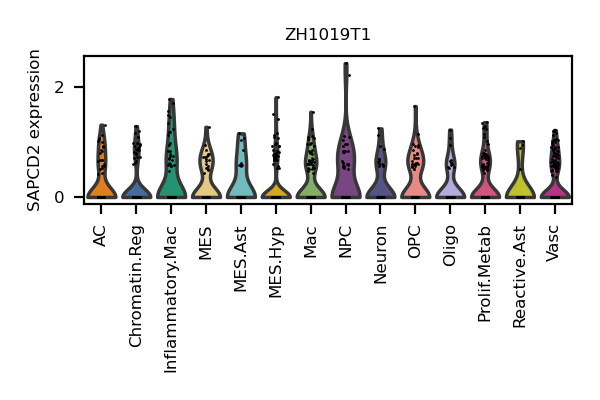 ZH1019T1
SAPCD2 expression
2
0
AC
Chromatin.Reg
Inflammatory.Mac
MES
MES.Ast
MES.Hyp
Mac
NPC
Neuron
OPC
Oligo
Prolif.Metab
Reactive.Ast
Vasc